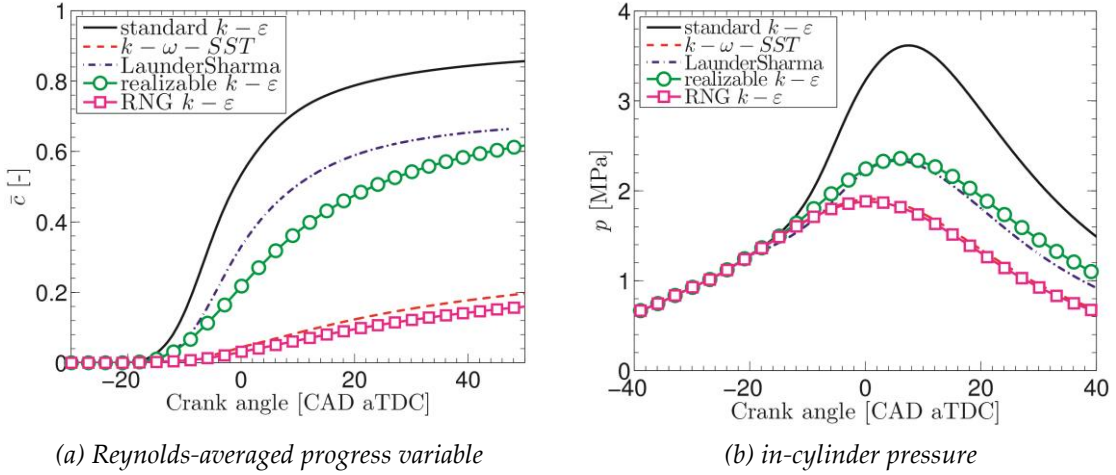 1
0.8
0.6
0.4
0.2
0
c̄ [-]
standard k − ε
k − ω − SST
LaunderSharma
realizable k − ε
RNG k − ε
−20 0 20 40
Crank angle [CAD aTDC]
(a) Reynolds-averaged progress variable
4
3
2
1
0
p [MPa]
standard k − ε
k − ω − SST
LaunderSharma
realizable k − ε
RNG k − ε
−40 −20 0 20 40
Crank angle [CAD aTDC]
(b) in-cylinder pressure